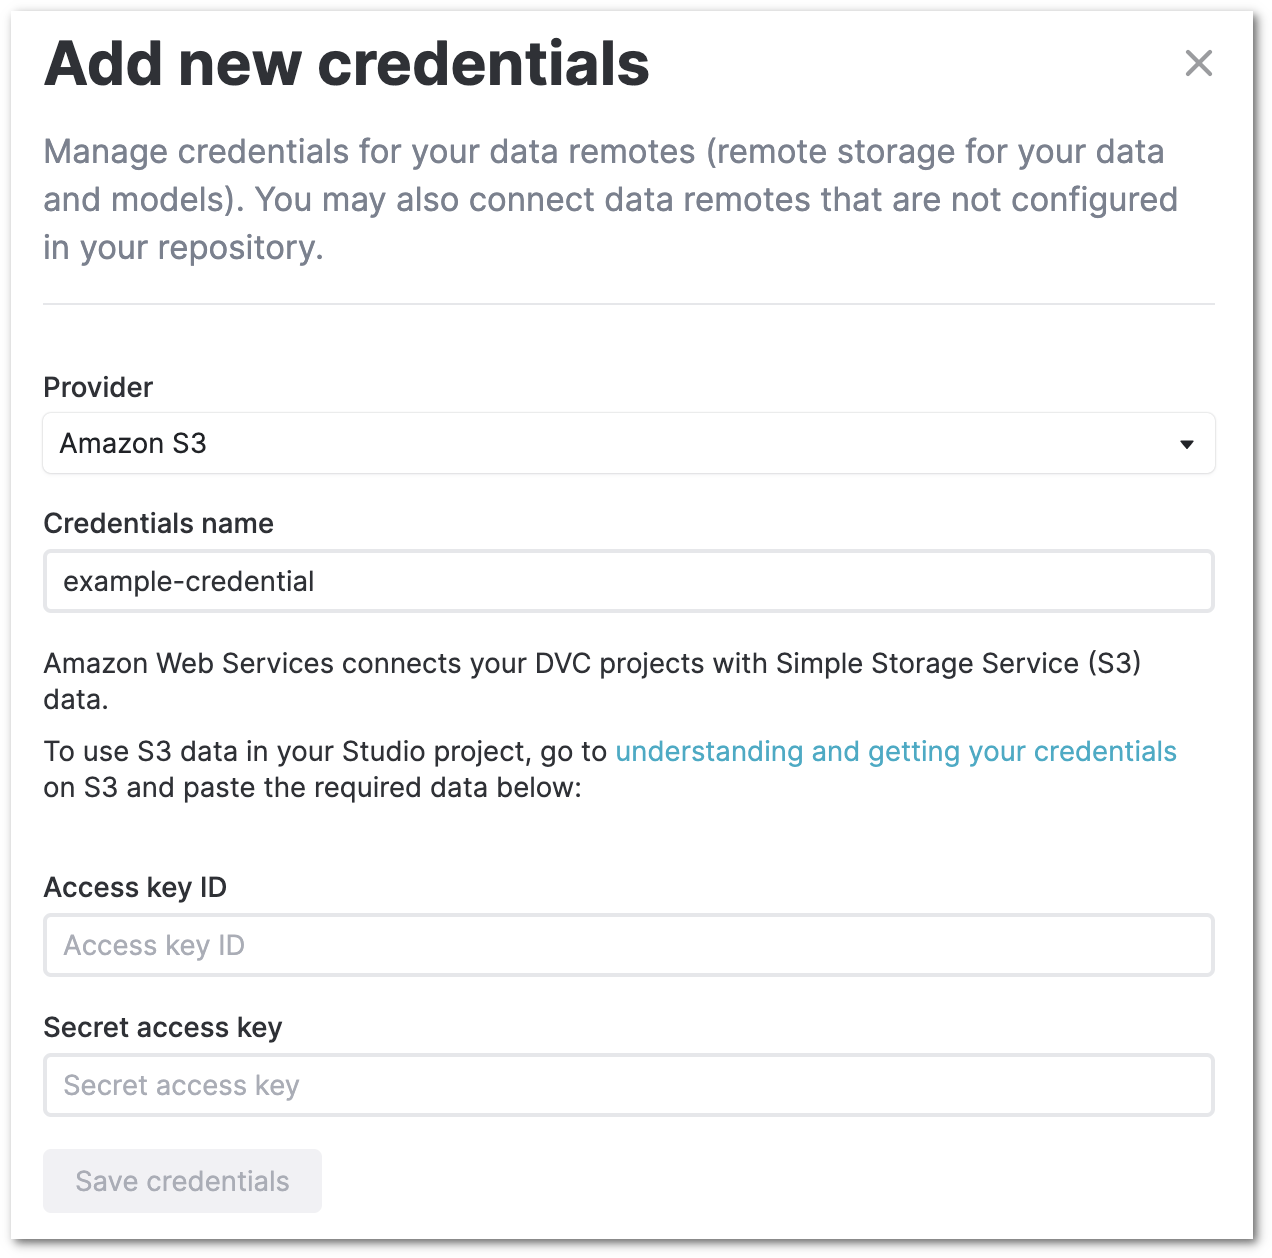 Add new credentials
Manage credentials for your data remotes (remote storage for your data
and models). You may also connect data remotes that are not configured
in your repository.
Provider
Amazon S3
Credentials name
example-credential
Amazon Web Services connects your DVC projects with Simple Storage Service (S3)
data.
To use S3 data in your Studio project, go to understanding and getting your credentials
on S3 and paste the required data below:
Access key ID
Access key ID
Secret access key
Secret access key
Save credentials